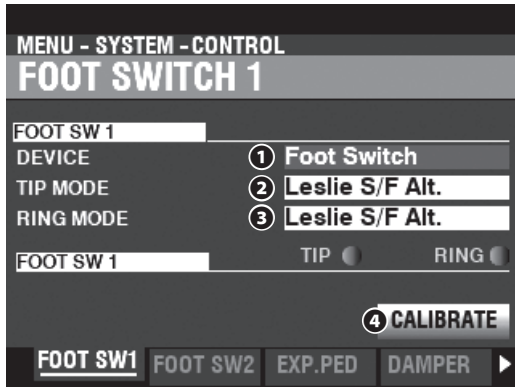 MENU - SYSTEM - CONTROL
FOOT SWITCH 1
FOOT SW 1
DEVICE 1 Foot Switch
TIP MODE 2 Leslie S/F Alt.
RING MODE 3 Leslie S/F Alt.
FOOT SW 1 TIP RING
4 CALIBRATE
FOOT SW1 FOOT SW2 EXP.PED DAMPER